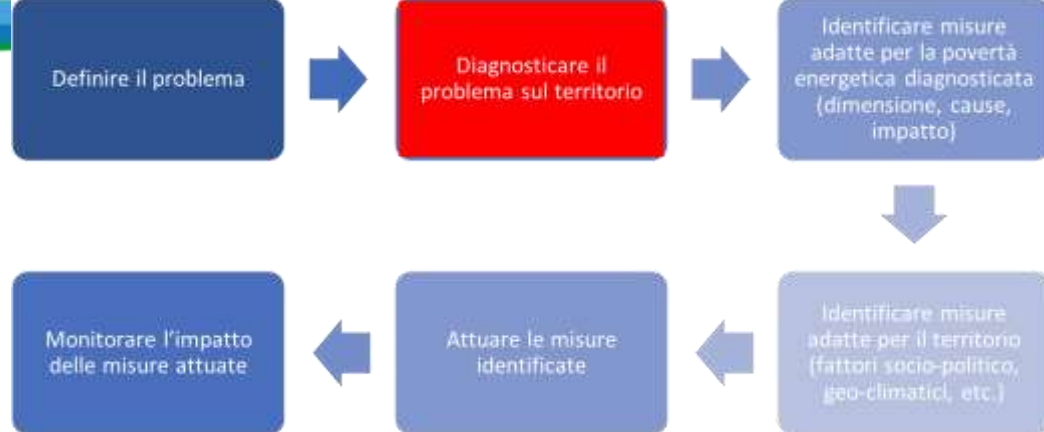 Definire il problema
Diagnosticare il
problema sul territorio
Identificare misure
adatte per la povertà
energetica diagnosticata
(dimensione, cause,
impatto)
Identificare misure
adatte per il territorio
(fattori socio-politico,
geo-climatici, etc.)
Attuare le misure
identificate
Monitorare l'impatto
delle misure attuate